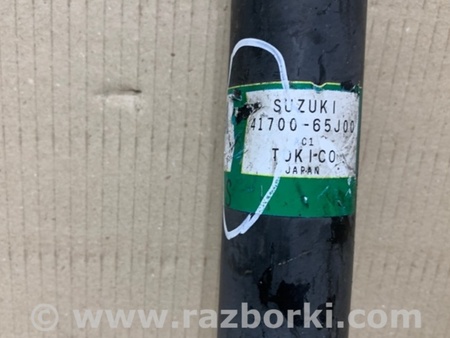 SUZUKI
41700-65J00
C1
TOKICO
JAPAN
www.razborki.com